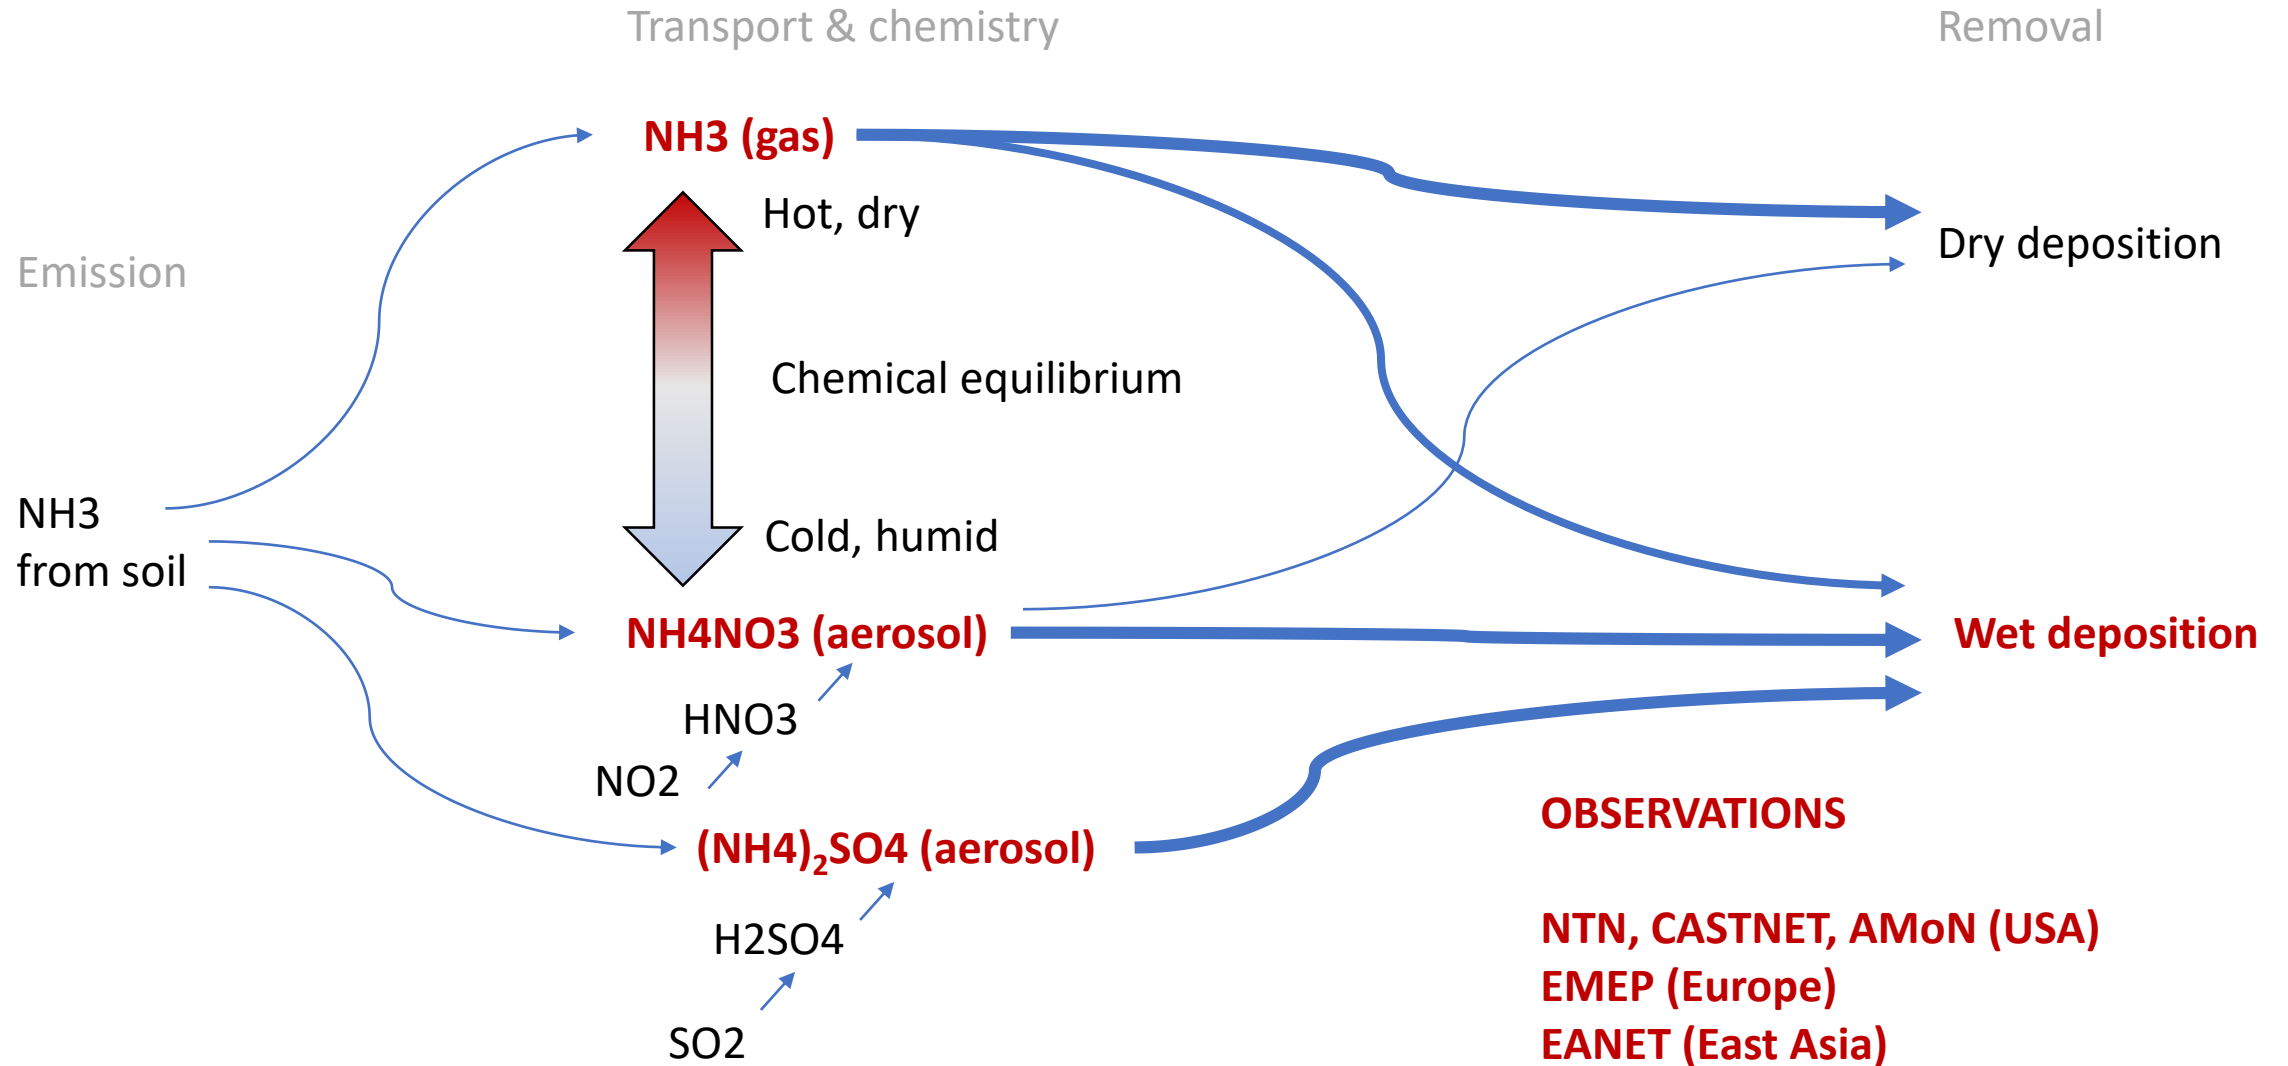 Transport & chemistry
Removal
NH3 (gas)
Hot, dry
Dry deposition
Emission
Chemical equilibrium
NH3
from soil
Cold, humid
NH4NO3 (aerosol)
Wet deposition
HNO3
NO2
(NH4)₂SO4 (aerosol)
H2SO4
SO2
OBSERVATIONS
NTN, CASTNET, AMoN (USA)
EMEP (Europe)
EANET (East Asia)